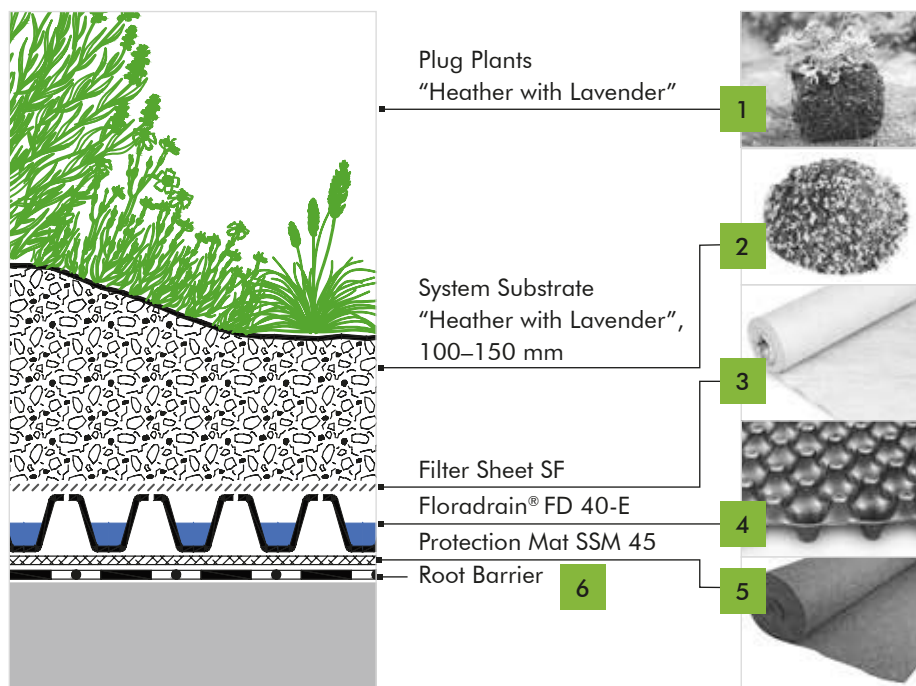 Plug Plants
“Heather with Lavender”
1
2
System Substrate
“Heather with Lavender”,
100–150 mm
3
Filter Sheet SF
Floradrain® FD 40-E
4
Protection Mat SSM 45
Root Barrier
6
5